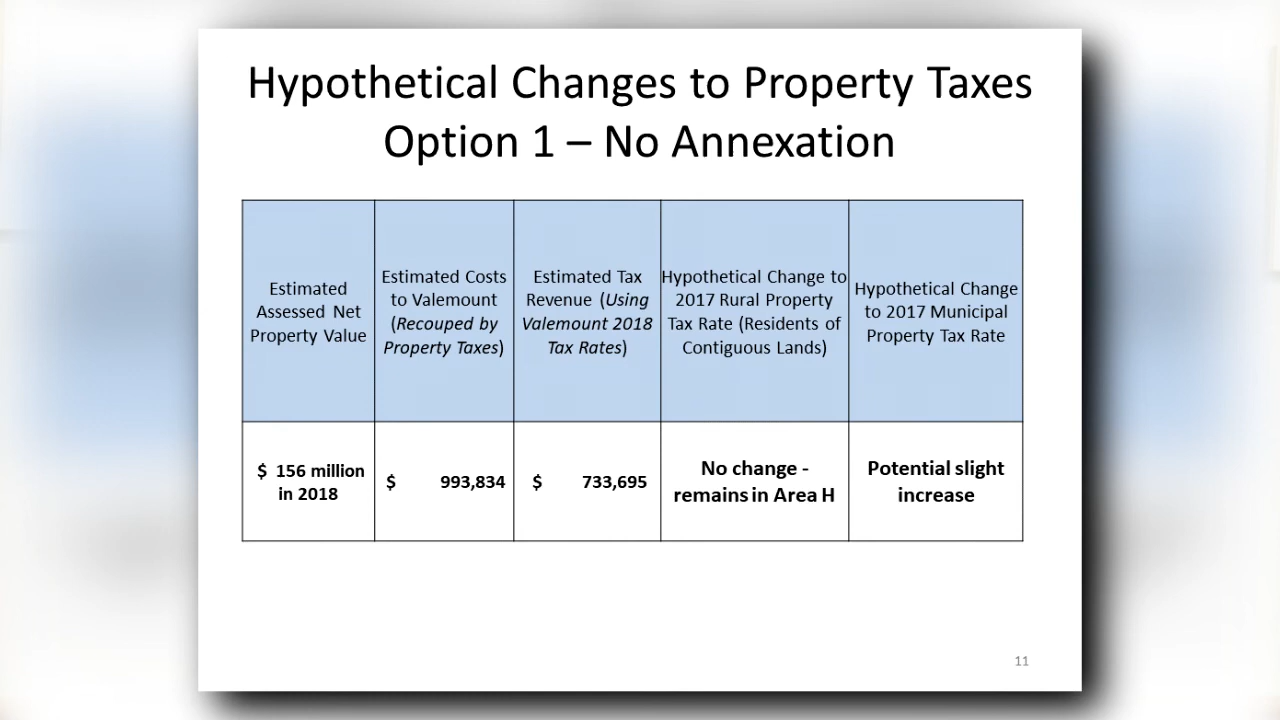 Hypothetical Changes to Property Taxes
Option 1 – No Annexation
Estimated
Assessed Net
Property Value
Estimated Costs
to Valemount
(Recouped by
Property Taxes)
Estimated Tax
Revenue (Using
Valemount 2018
Tax Rates)
Hypothetical Change to
2017 Rural Property
Tax Rate (Residents of
Contiguous Lands)
Hypothetical Change
to 2017 Municipal
Property Tax Rate
$ 156 million
in 2018
$ 993,834
$ 733,695
No change -
remains in Area H
Potential slight
increase
11